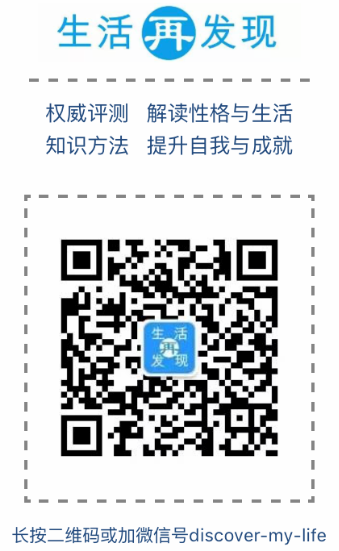 生活再发现
权威评测 解读性格与生活
知识方法 提升自我与成就
生活
再
发现
长按二维码或加微信号discover-my-life